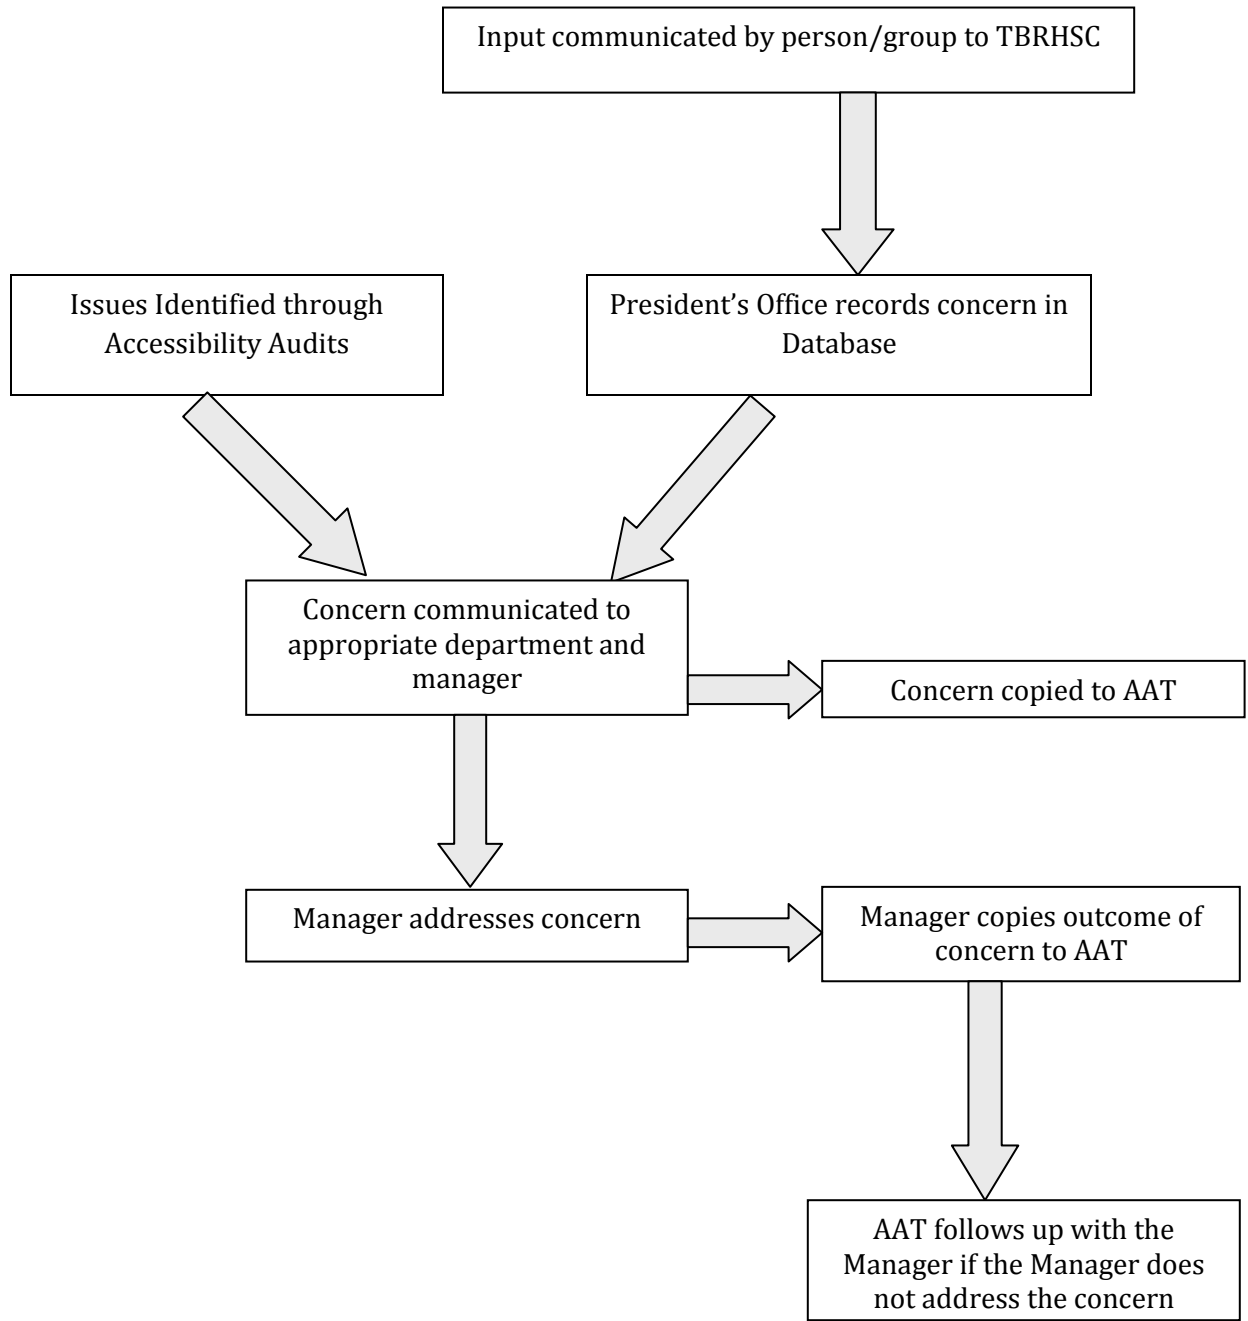 Input communicated by person/group to TBRHSC
Issues Identified through
Accessibility Audits
President’s Office records concern in
Database
Concern communicated to
appropriate department and
manager
Concern copied to AAT
Manager addresses concern
Manager copies outcome of
concern to AAT
AAT follows up with the
Manager if the Manager does
not address the concern